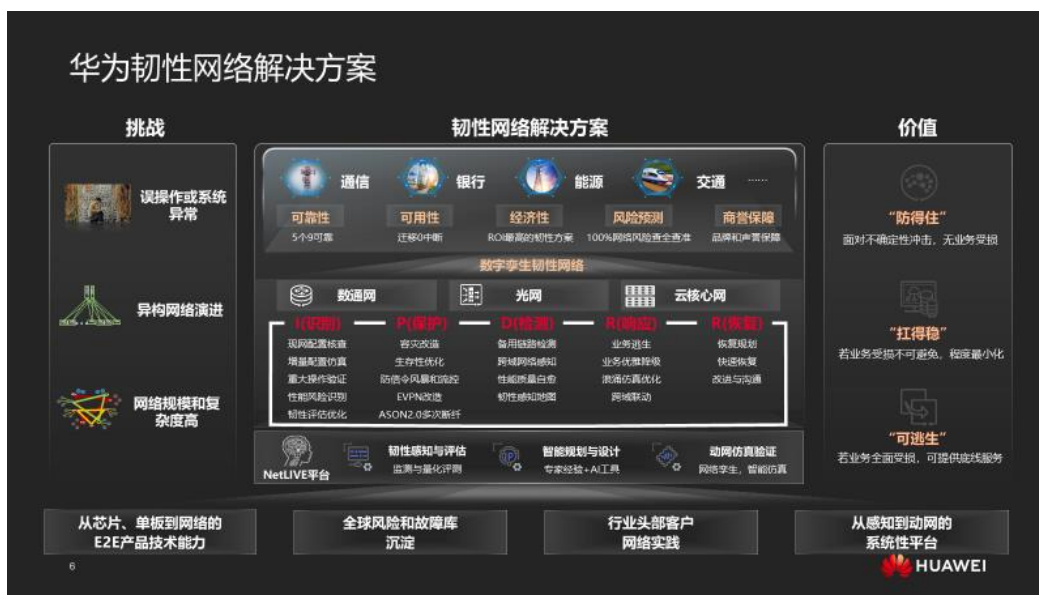 华为韧性网络解决方案
挑战
误操作或系统
异常
异构网络演进
网络规模和复
杂度高
韧性网络解决方案
通信
银行
能源
交通
······
可靠性
可用性
经济性
风险预测
商誉保障
5个9可靠
迁移0中断
ROI最高的韧性方案
100%网络风险查全查准
品牌和声誉保障
数字孪生韧性网络
数通网
光网
云核心网
I(识别)
现网配置核查
增量配置仿真
重大操作验证
性能风险识别
韧性评估优化
P(保护)
容灾改造
生存性优化
防信令风暴和流控
EVPN改造
ASON2.0多次断纤
D(检测)
备用链路检测
跨域网络感知
性能质量自愈
韧性感知地图
R(响应)
业务逃生
业务优雅降级
浪涌仿真优化
跨域联动
R(恢复)
恢复规划
快速恢复
改进与沟通
NetLIVE平台
韧性感知与评估
监测与量化评测
智能规划与设计
专家经验+AI工具
动网仿真验证
网络孪生，智能仿真
价值
“防得住”
面对不确定性冲击，无业务受损
“扛得稳”
若业务受损不可避免，程度最小化
“可逃生”
若业务全面受损，可提供底线服务
从芯片、单板到网络的
E2E产品技术能力
全球风险和故障库
沉淀
行业头部客户
网络实践
从感知到动网的
系统性平台
6
HUAWEI